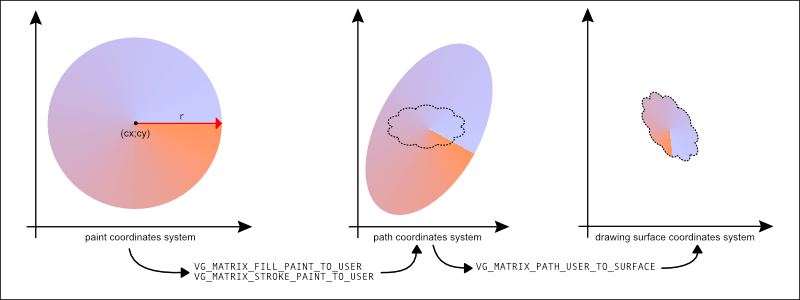 r
(cx;cy)
paint coordinates system
path coordinates system
drawing surface coordinates system
VG_MATRIX_FILL_PAINT_TO_USER
VG_MATRIX_STROKE_PAINT_TO_USER
VG_MATRIX_PATH_USER_TO_SURFACE